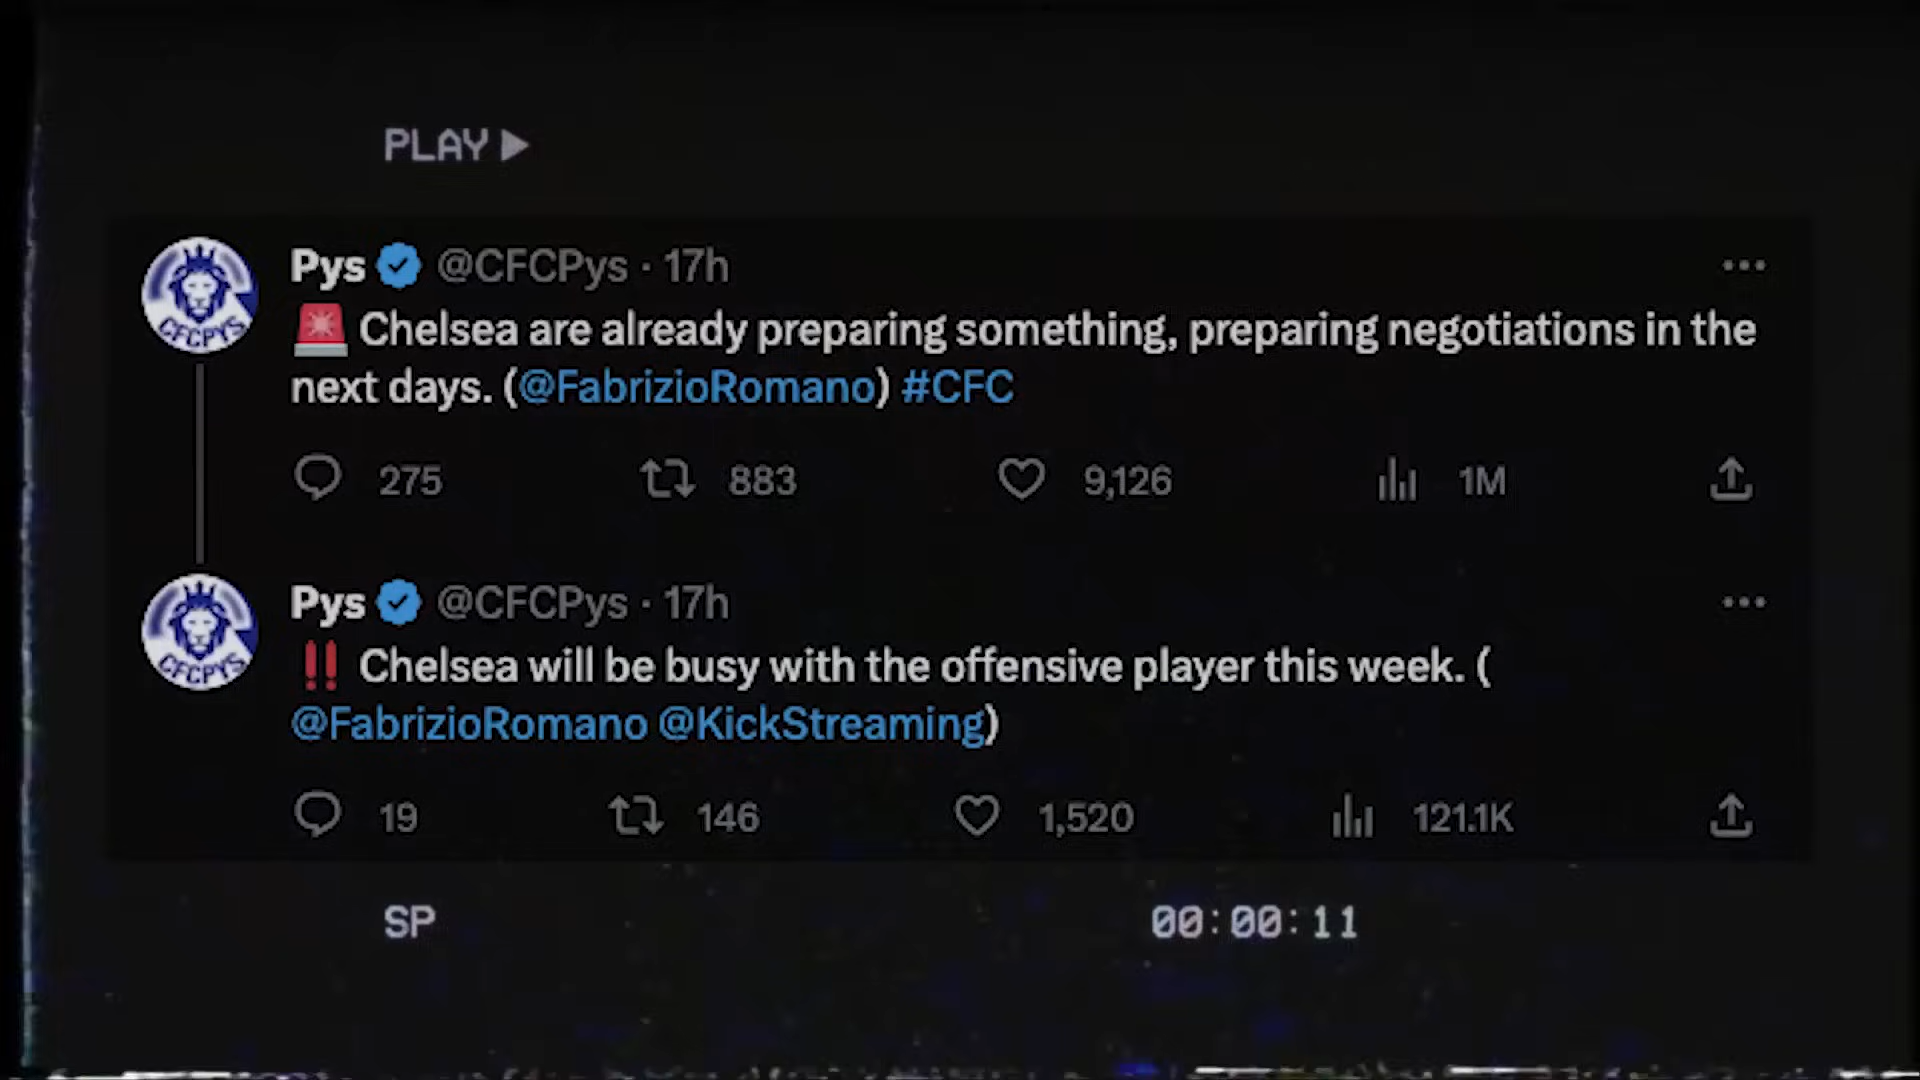 PLAY
Pys @CFCPys · 17h
🚨 Chelsea are already preparing something, preparing negotiations in the
next days. (@FabrizioRomano) #CFC
275 883 9,126 1M
CFCPYS
Pys @CFCPys · 17h
‼️ Chelsea will be busy with the offensive player this week. (
@FabrizioRomano @KickStreaming)
19 146 1,520 121.1K
CFCPYS
SP 00:00:11